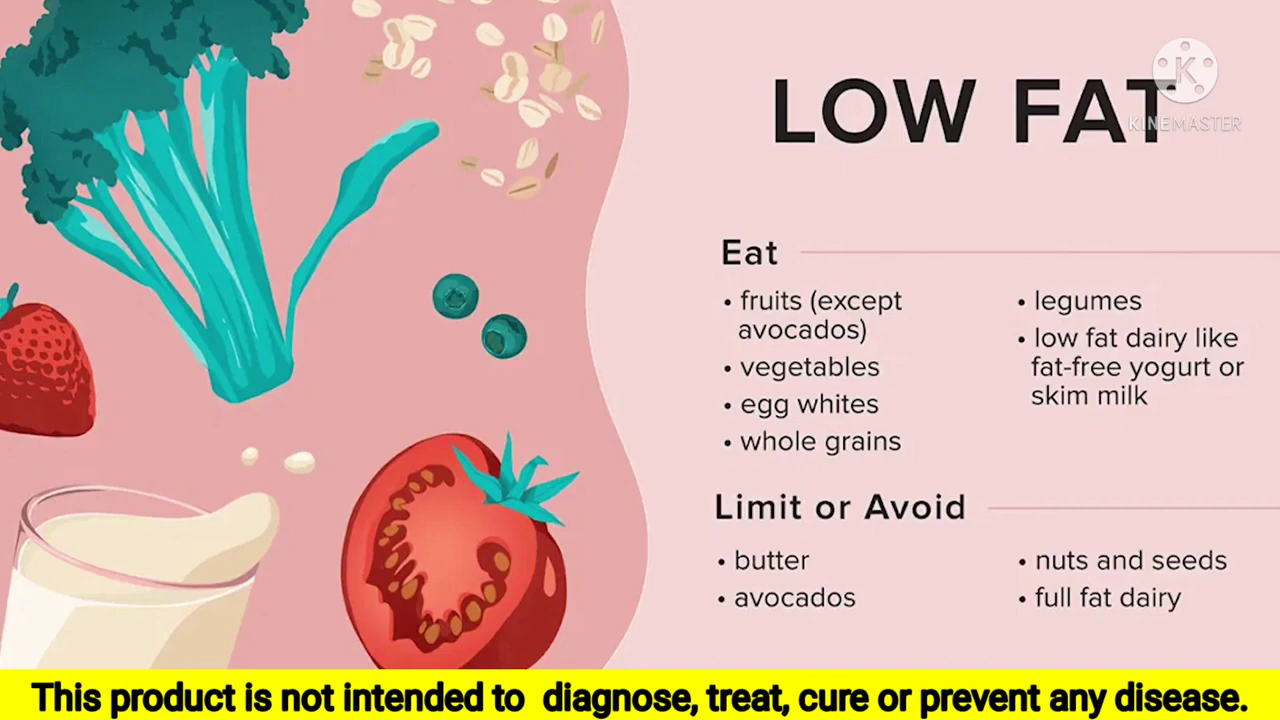 LOW FAT
K
KINEMASTER
Eat
• fruits (except
avocados)
• vegetables
• egg whites
• whole grains
• legumes
• low fat dairy like
fat-free yogurt or
skim milk
Limit or Avoid
• butter
• avocados
• nuts and seeds
• full fat dairy
This product is not intended to diagnose, treat, cure or prevent any disease.